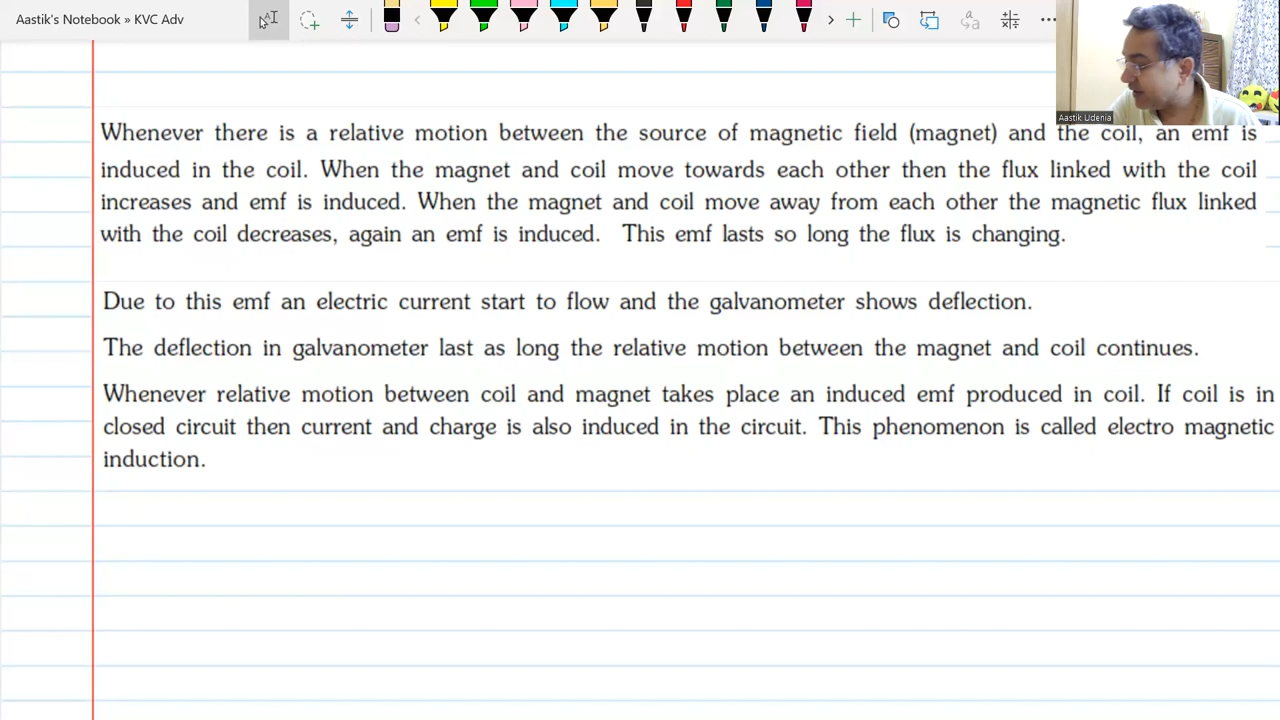 Aastik's Notebook » KVC Adv
Aastik Udenia
Whenever there is a relative motion between the source of magnetic field (magnet) and the coil, an emf is
induced in the coil. When the magnet and coil move towards each other then the flux linked with the coil
increases and emf is induced. When the magnet and coil move away from each other the magnetic flux linked
with the coil decreases, again an emf is induced. This emf lasts so long the flux is changing.
Due to this emf an electric current start to flow and the galvanometer shows deflection.
The deflection in galvanometer last as long the relative motion between the magnet and coil continues.
Whenever relative motion between coil and magnet takes place an induced emf produced in coil. If coil is in
closed circuit then current and charge is also induced in the circuit. This phenomenon is called electro magnetic
induction.